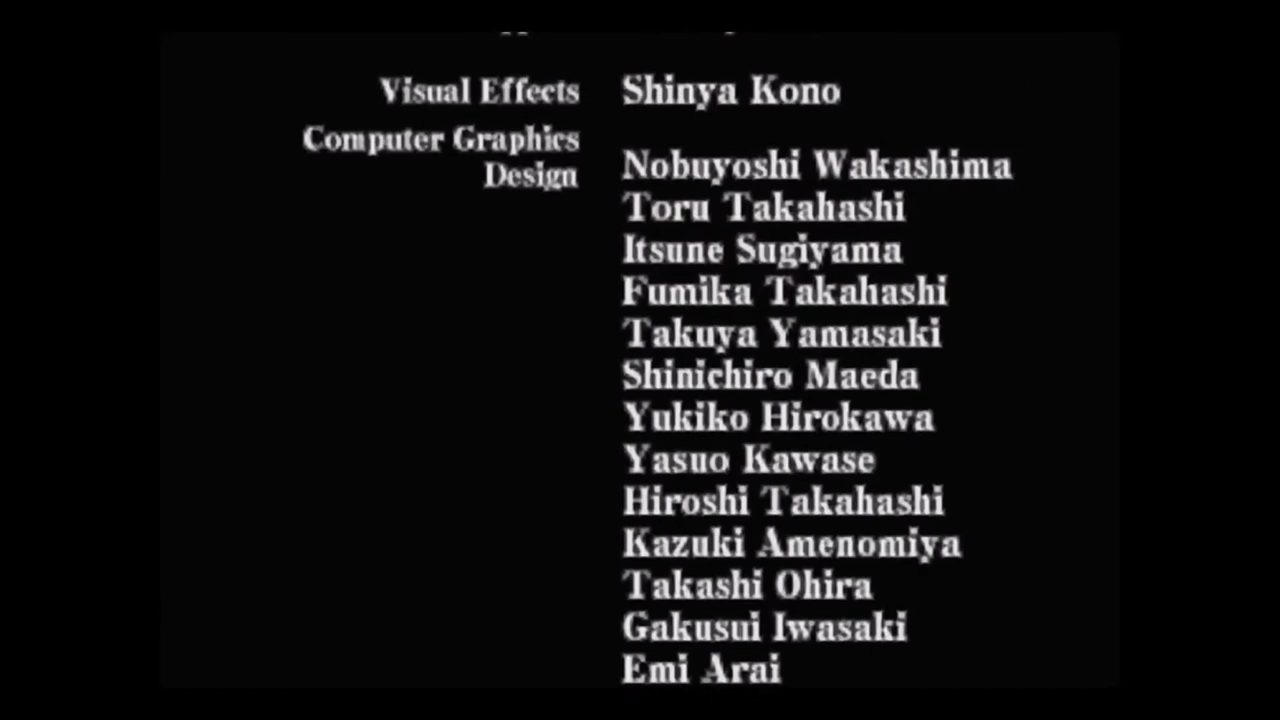 Visual Effects Shinya Kono
Computer Graphics
Design
Nobuyoshi Wakashima
Toru Takahashi
Itsune Sugiyama
Fumika Takahashi
Takuya Yamasaki
Shinichiro Maeda
Yukiko Hirokawa
Yasuo Kawase
Hiroshi Takahashi
Kazuki Amenomiya
Takashi Ohira
Gakusui Iwasaki
Emi Arai